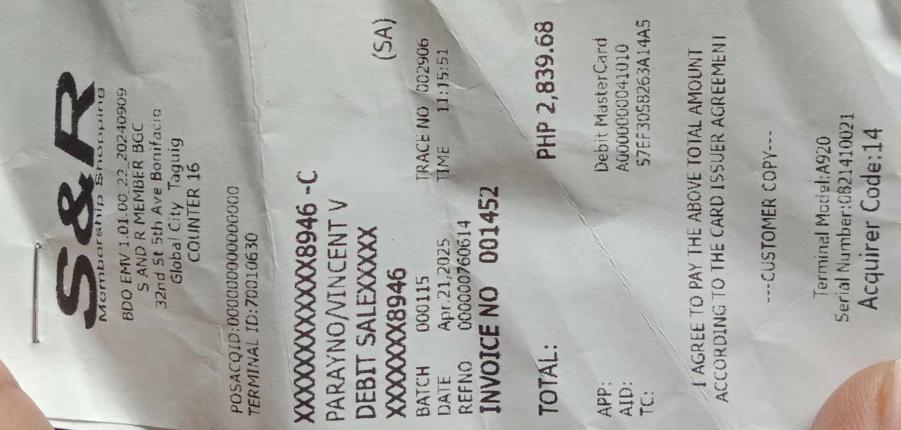 S&R
Membership Shopping
BDO EMV 1.01.00_22_20240909
S AND R MEMBER BGC
32nd St 5th Ave Bonifacio
Global City Taguig
COUNTER 16
POSACQID:000000000000000
TERMINAL ID:70010630
XXXXXXXXXXXX8946 -C
PARAYNO/VINCENT V
DEBIT SALEXXXXX (SA)
XXXXXX8946
BATCH 000115 TRACE NO 002906
DATE Apr.21,2025 TIME 11:15:51
REFNO 000000760614
INVOICE NO 001452
TOTAL: PHP 2,839.68
APP: Debit MasterCard
AID: A0000000041010
TC: 57EF3058263A14A5
I AGREE TO PAY THE ABOVE TOTAL AMOUNT
ACCORDING TO THE CARD ISSUER AGREEMENT
---CUSTOMER COPY---
Terminal Model:A920
Serial Number:0821410021
Acquirer Code:14